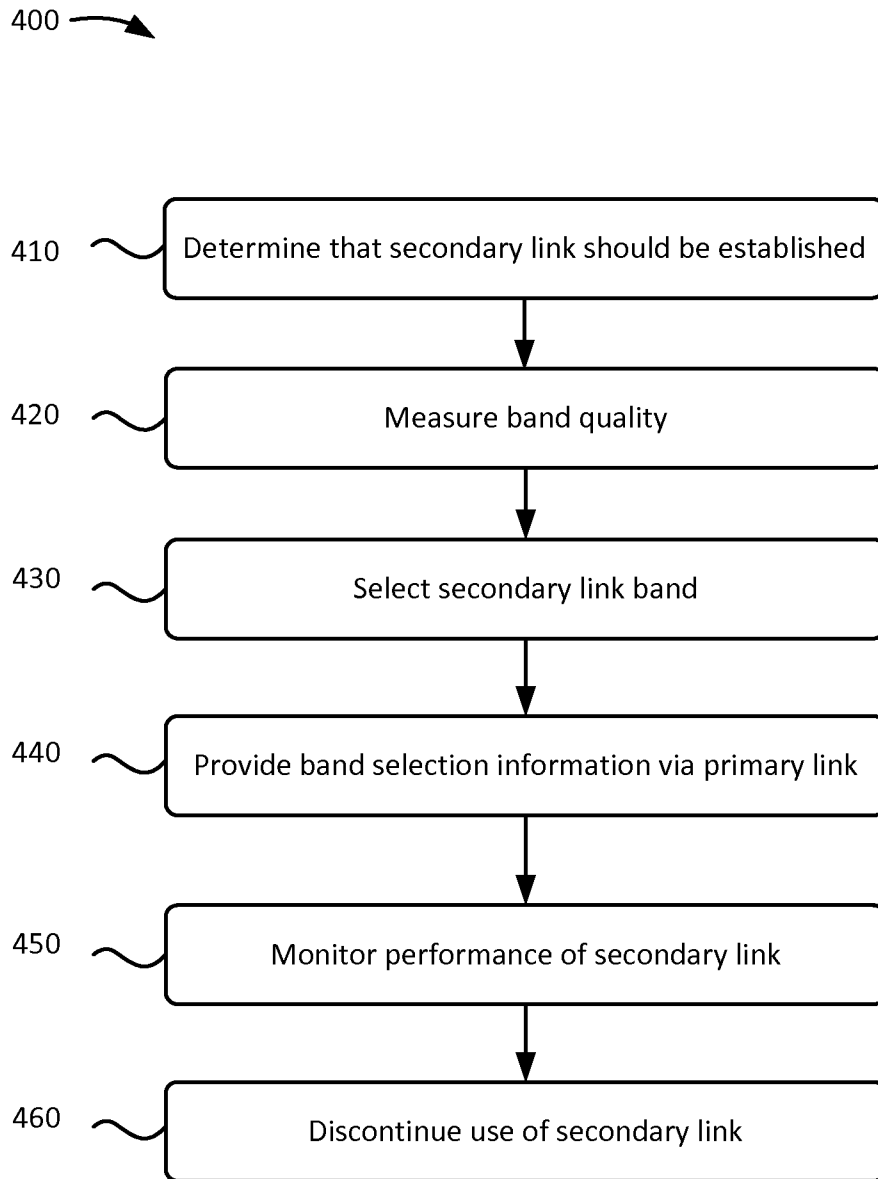 400
410
Determine that secondary link should be established
420
Measure band quality
430
Select secondary link band
440
Provide band selection information via primary link
450
Monitor performance of secondary link
460
Discontinue use of secondary link